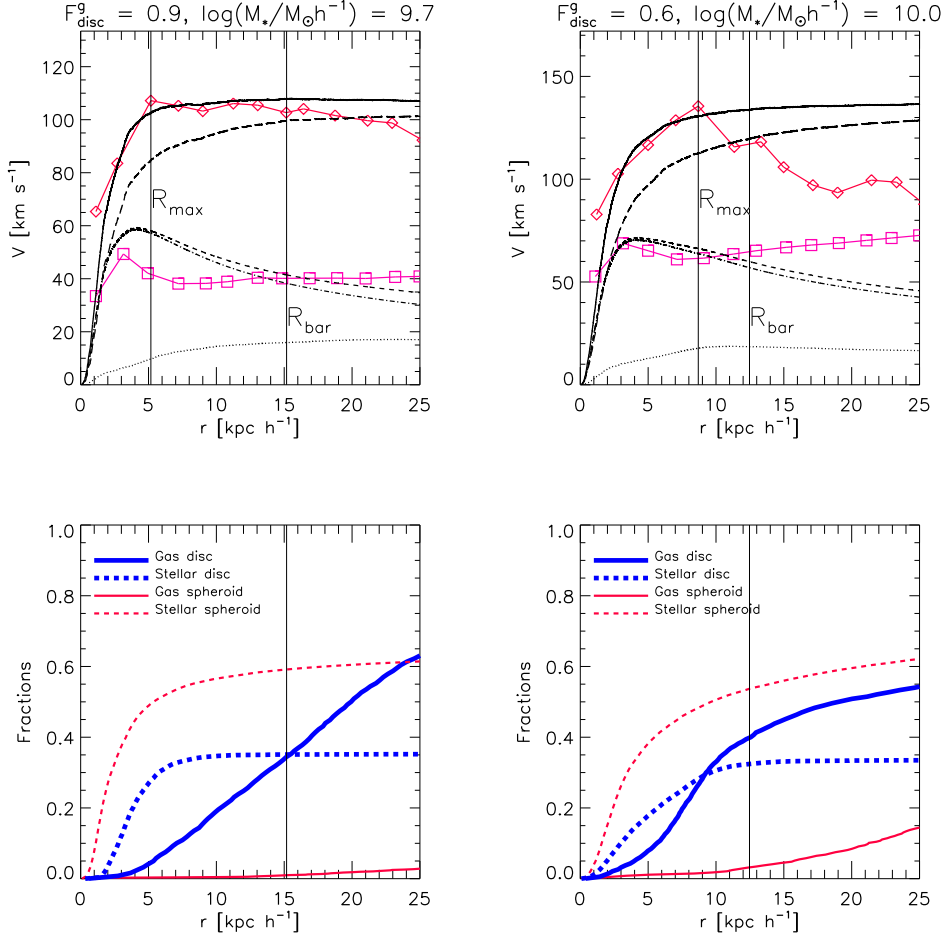 F^g_disc = 0.9, log(M_*/M_⊙h^-1) = 9.7
F^g_disc = 0.6, log(M_*/M_⊙h^-1) = 10.0
120
100
80
60
40
20
0
V [km s^-1]
R_max
R_bar
0 5 10 15 20 25
r [kpc h^-1]
150
100
50
0
V [km s^-1]
R_max
R_bar
0 5 10 15 20 25
r [kpc h^-1]
1.0
0.8
0.6
0.4
0.2
0.0
Fractions
Gas disc
Stellar disc
Gas spheroid
Stellar spheroid
0 5 10 15 20 25
r [kpc h^-1]
1.0
0.8
0.6
0.4
0.2
0.0
Fractions
Gas disc
Stellar disc
Gas spheroid
Stellar spheroid
0 5 10 15 20 25
r [kpc h^-1]